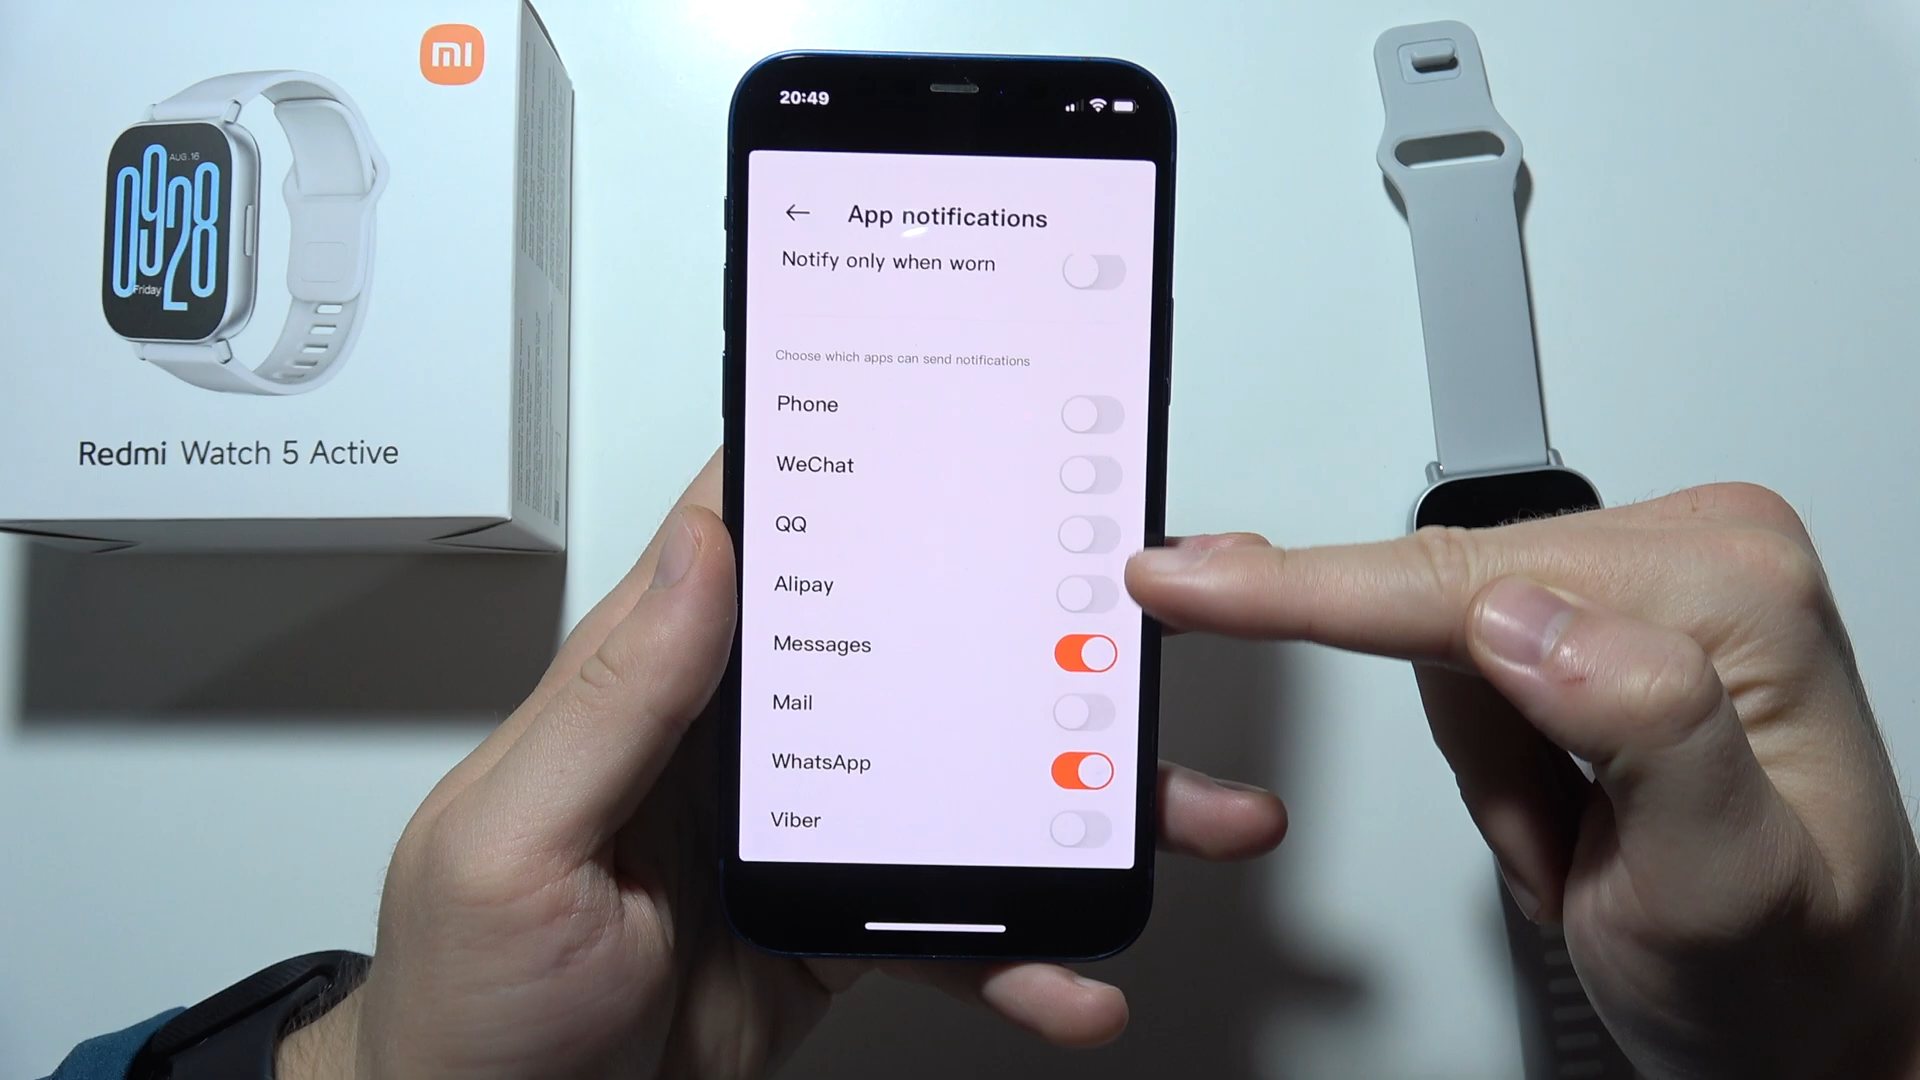 mi
AUG. 16
0928
Friday
Redmi Watch 5 Active
20:49
App notifications
Notify only when worn
Choose which apps can send notifications
Phone
WeChat
QQ
Alipay
Messages
Mail
WhatsApp
Viber